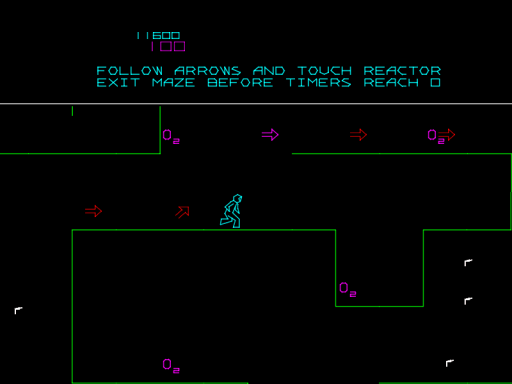 11600
100
FOLLOW ARROWS AND TOUCH REACTOR
EXIT MAZE BEFORE TIMERS REACH 0
O2 O2
O2
O2